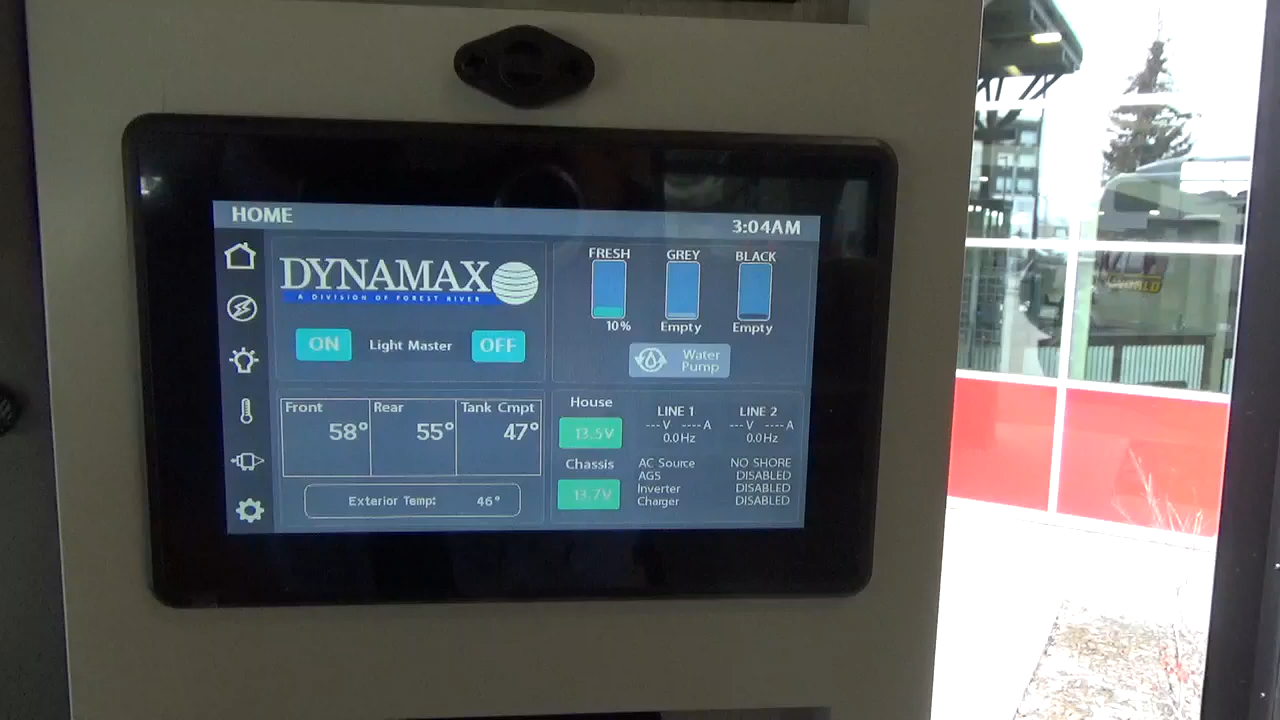 HOME
3:04AM
DYNAMAX
A DIVISION OF FOREST RIVER
ON
Light Master
OFF
FRESH
GREY
BLACK
10%
Empty
Empty
Water
Pump
Front
58°
Rear
55°
Tank Cmpt
47°
Exterior Temp: 46°
House
13.5V
Chassis
13.7V
LINE 1
--- V ---- A
0.0Hz
LINE 2
--- V ---- A
0.0Hz
AC Source NO SHORE
AGS DISABLED
Inverter DISABLED
Charger DISABLED